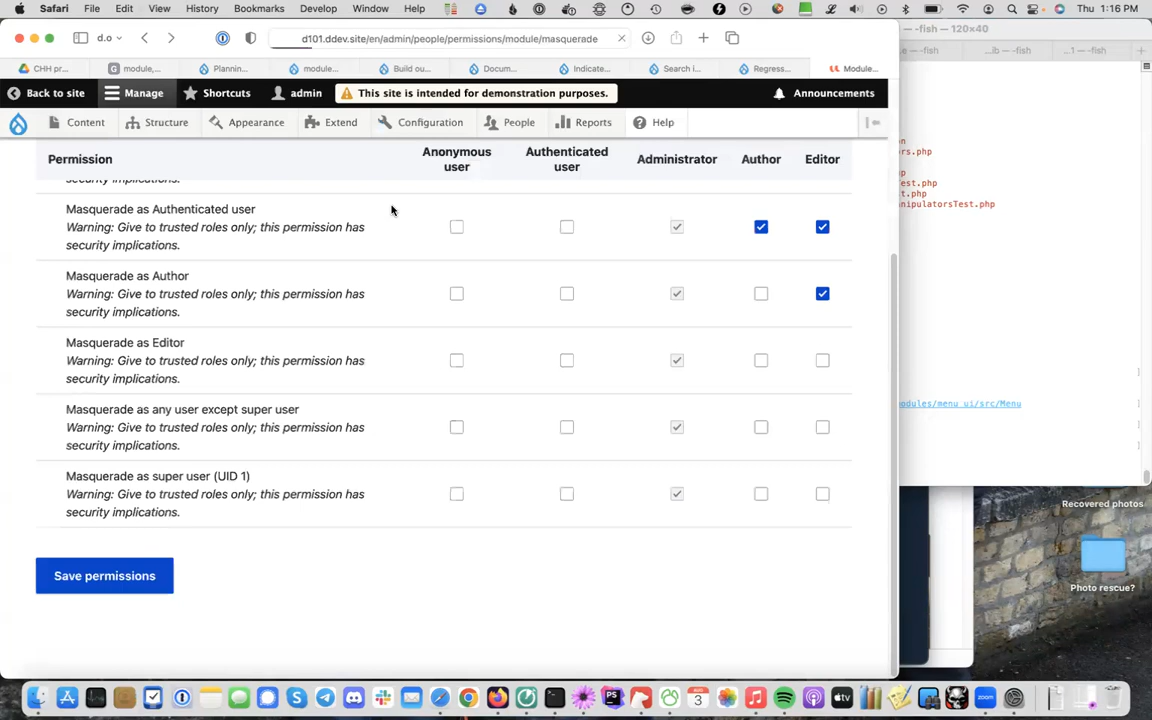 Safari File Edit View History Bookmarks Develop Window Help Thu 1:16 PM
d.o d101.ddev.site/en/admin/people/permissions/module/masquerade
— -fish — 120×40
CHH pr... module,... Plannin... module... Build ou... Docum... Indicate... Search i... Regress... Module...
...e — -fish ...ib — -fish ...1 — -fish
Back to site Manage Shortcuts admin This site is intended for demonstration purposes. Announcements
Content Structure Appearance Extend Configuration People Reports Help
Permission Anonymous user Authenticated user Administrator Author Editor
security implications.
Masquerade as Authenticated user
Warning: Give to trusted roles only; this permission has
security implications.
Masquerade as Author
Warning: Give to trusted roles only; this permission has
security implications.
Masquerade as Editor
Warning: Give to trusted roles only; this permission has
security implications.
Masquerade as any user except super user
Warning: Give to trusted roles only; this permission has
security implications.
Masquerade as super user (UID 1)
Warning: Give to trusted roles only; this permission has
security implications.
Save permissions
on
ors.php
hp
Test.php
t.php
anipulatorsTest.php
odules/menu_ui/src/Menu
Recovered photos
Photo rescue?